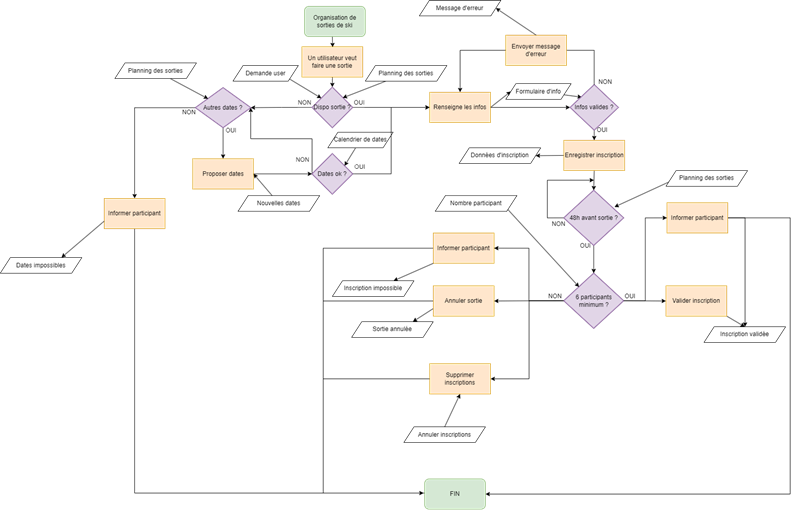 Message d'erreur
Organisation de
sorties de ski
Envoyer message
d'erreur
Un utilisateur veut
faire une sortie
Planning des sorties
Demande user
Planning des sorties
NON
Formulaire d'info
Autres dates ?
NON
Dispo sortie ?
OUI
Renseigne les infos
Infos valides ?
NON
OUI
OUI
Calendrier de dates
Données d'inscription
Enregistrer inscription
NON
OUI
Proposer dates
Dates ok ?
Planning des sorties
Nouvelles dates
Nombre participant
Informer participant
48h avant sortie ?
Informer participant
NON
OUI
Informer participant
Dates impossibles
Inscription impossible
NON
OUI
Annuler sortie
6 participants
minimum ?
Valider inscription
Sortie annulée
Inscription validée
Supprimer
inscriptions
Annuler inscriptions
FIN